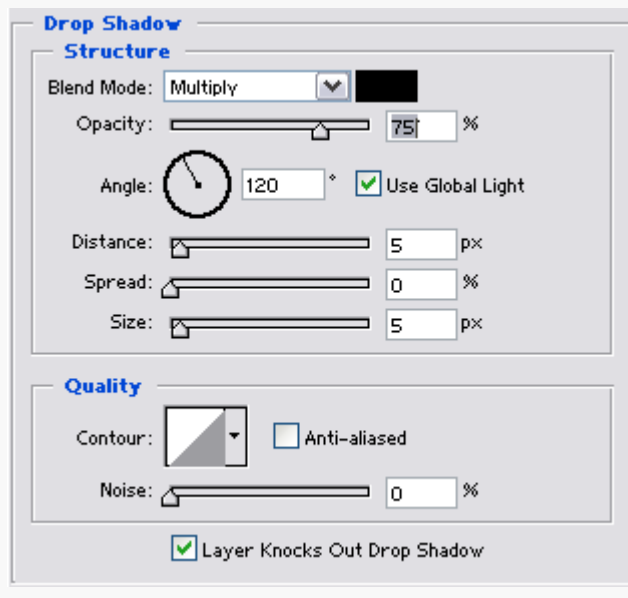 Drop Shadow
Structure
Blend Mode: Multiply
Opacity: 75 %
Angle: 120 ° Use Global Light
Distance: 5 px
Spread: 0 %
Size: 5 px
Quality
Contour: Anti-aliased
Noise: 0 %
Layer Knocks Out Drop Shadow